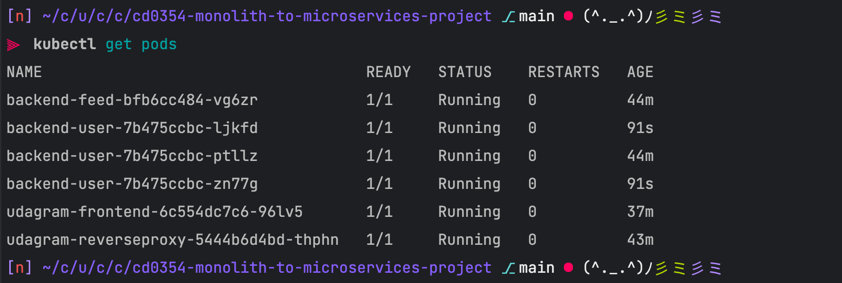 [n] ~/c/u/c/c/cd0354-monolith-to-microservices-project ⎇main ● (^._.^)ﾉ彡ミ彡ミ
⫸ kubectl get pods
NAME READY STATUS RESTARTS AGE
backend-feed-bfb6cc484-vg6zr 1/1 Running 0 44m
backend-user-7b475ccbc-ljkfd 1/1 Running 0 91s
backend-user-7b475ccbc-ptllz 1/1 Running 0 44m
backend-user-7b475ccbc-zn77g 1/1 Running 0 91s
udagram-frontend-6c554dc7c6-96lv5 1/1 Running 0 37m
udagram-reverseproxy-5444b6d4bd-thphn 1/1 Running 0 43m
[n] ~/c/u/c/c/cd0354-monolith-to-microservices-project ⎇main ● (^._.^)ﾉ彡ミ彡ミ